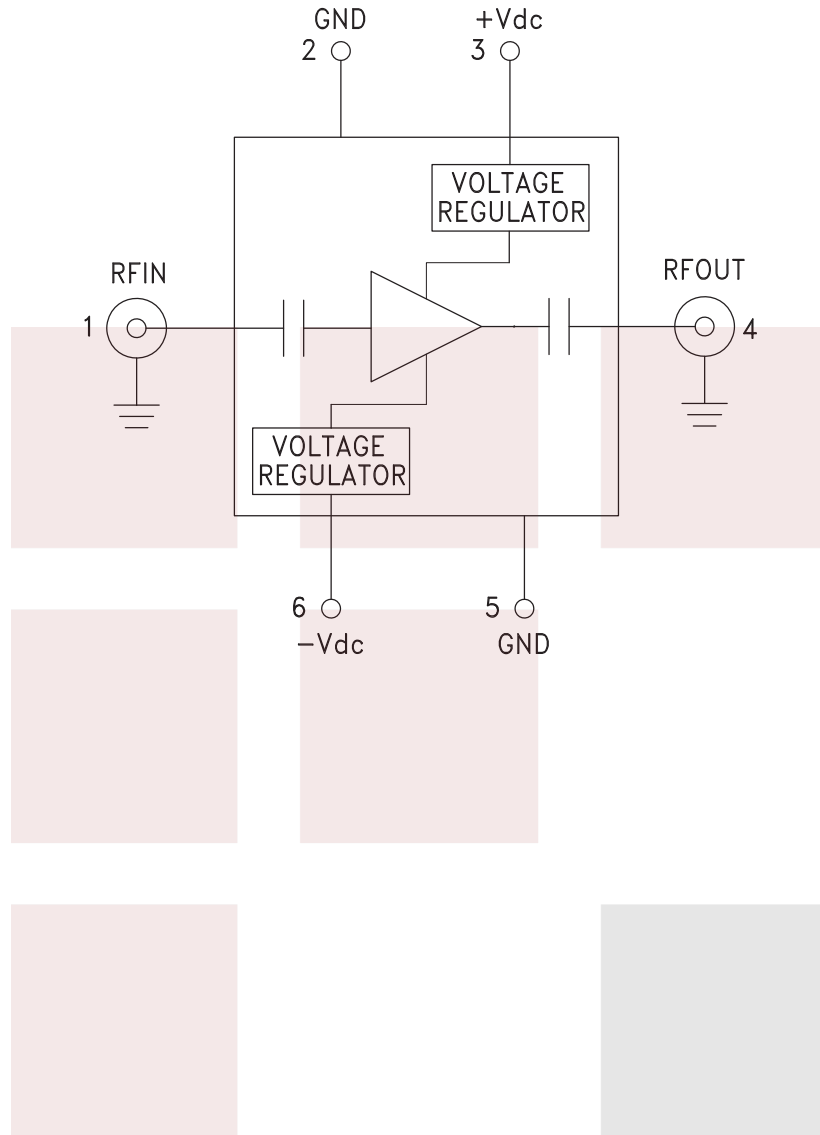 GND
2
+Vdc
3
VOLTAGE
REGULATOR
RFIN
1
RFOUT
4
VOLTAGE
REGULATOR
6
−Vdc
5
GND